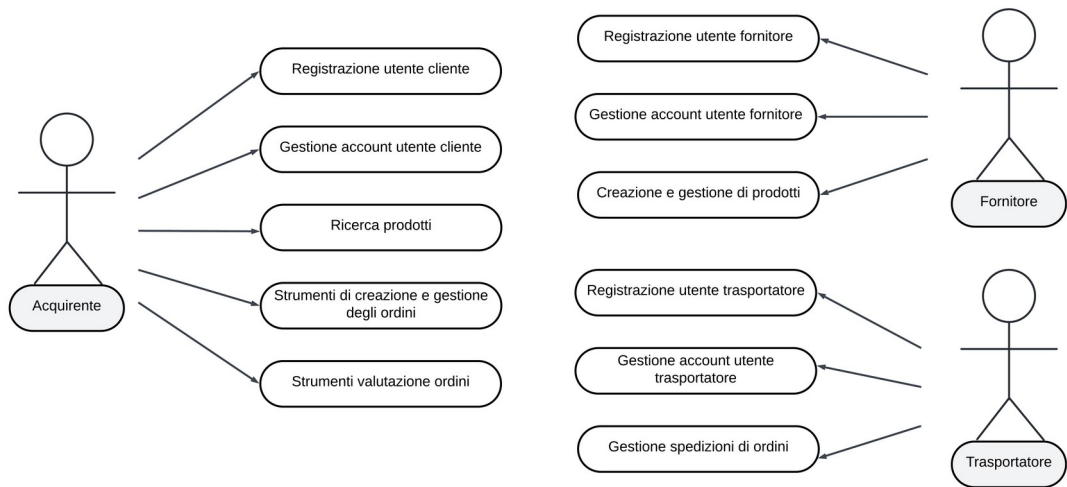 Registrazione utente cliente
Gestione account utente cliente
Ricerca prodotti
Strumenti di creazione e gestione
degli ordini
Strumenti valutazione ordini
Acquirente
Registrazione utente fornitore
Gestione account utente fornitore
Creazione e gestione di prodotti
Fornitore
Registrazione utente trasportatore
Gestione account utente
trasportatore
Gestione spedizioni di ordini
Trasportatore